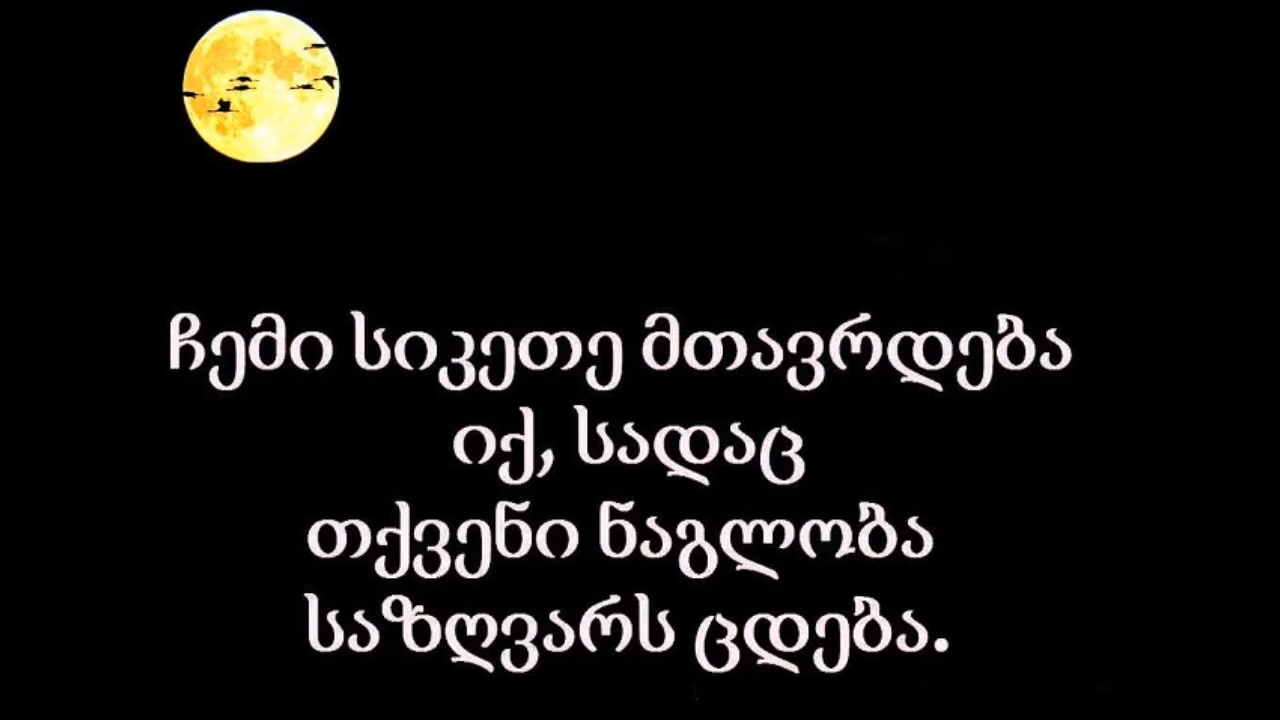 ჩემი სიკეთე მთავრდება
იქ, სადაც
თქვენი ნაგლობა
საზღვარს ცდება.